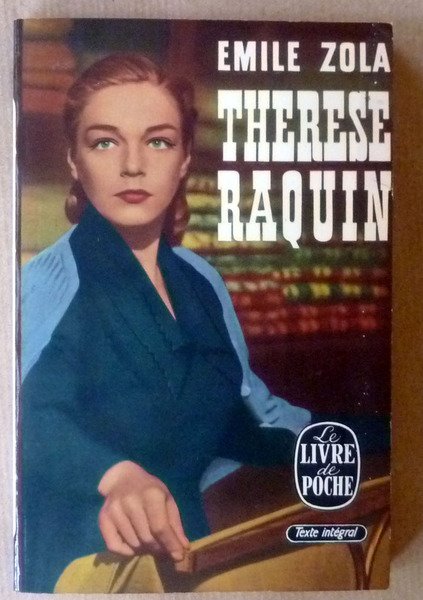 EMILE ZOLA
THERESE
RAQUIN
Le
LIVRE
de
POCHE
Texte intégral